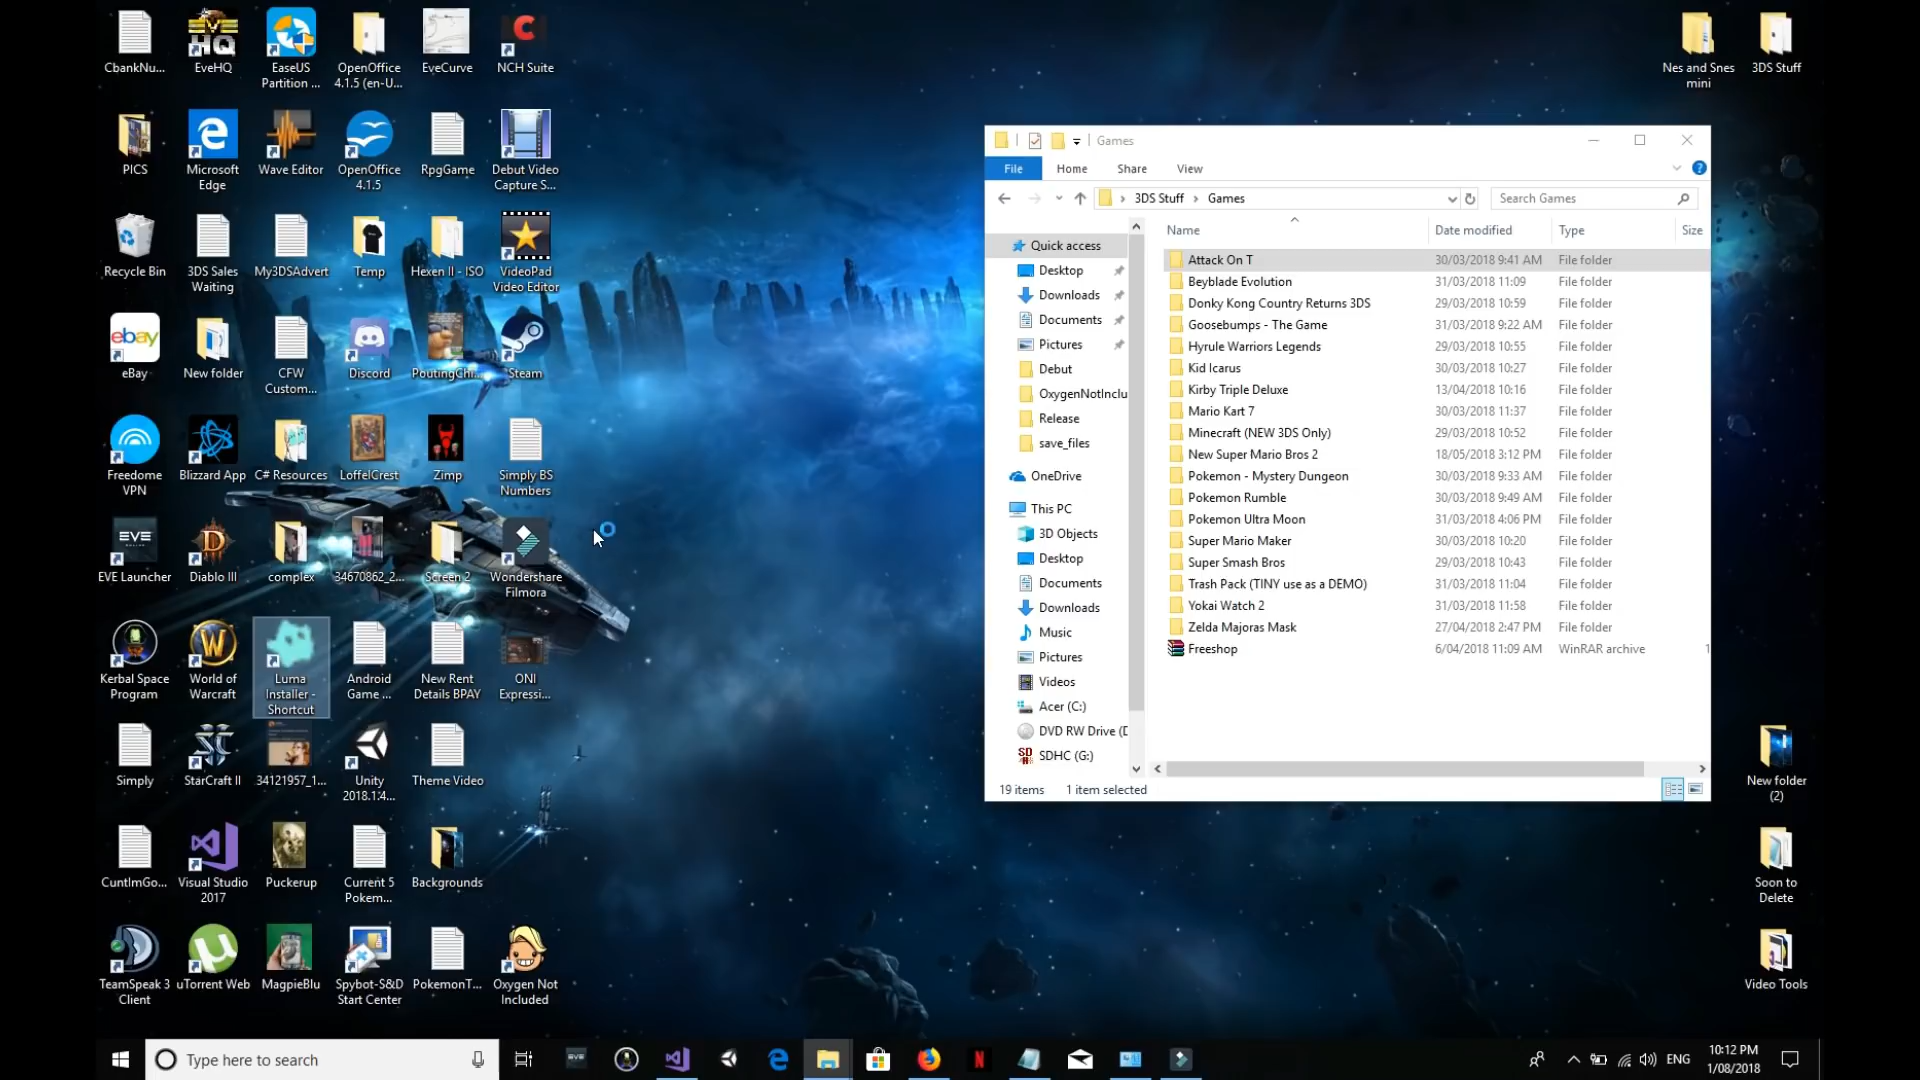 CbankNu...
EveHQ
EaseUS
Partition ...
OpenOffice
4.1.5 (en-U...
EveCurve
NCH Suite
Nes and Snes
mini
3DS Stuff
PICS
Microsoft
Edge
Wave Editor
OpenOffice
4.1.5
RpgGame
Debut Video
Capture S...
Recycle Bin
3DS Sales
Waiting
My3DSAdvert
Temp
Hexen II - ISO
VideoPad
Video Editor
ebay
eBay
New folder
CFW
Custom...
Discord
PoutingChi...
Steam
Freedome
VPN
Blizzard App
C# Resources
LoffelCrest
Zimp
Simply BS
Numbers
EVE
EVE Launcher
Diablo III
complex
34670862_2...
Screen 2
Wondershare
Filmora
Kerbal Space
Program
World of
Warcraft
Luma
Installer -
Shortcut
Android
Game ...
New Rent
Details BPAY
ONI
Expressi...
Simply
StarCraft II
34121957_1...
Unity
2018.1.4...
Theme Video
CuntImGo...
Visual Studio
2017
Puckerup
Current 5
Pokem...
Backgrounds
TeamSpeak 3
Client
uTorrent Web
MagpieBlu
Spybot-S&D
Start Center
PokemonT...
Oxygen Not
Included
New folder
(2)
Soon to
Delete
Video Tools
Games
File Home Share View
3DS Stuff > Games
Search Games
Name Date modified Type Size
Quick access
Desktop
Downloads
Documents
Pictures
Debut
OxygenNotInclu
Release
save_files
OneDrive
This PC
3D Objects
Desktop
Documents
Downloads
Music
Pictures
Videos
Acer (C:)
DVD RW Drive (D
SDHC (G:)
Attack On T 30/03/2018 9:41 AM File folder
Beyblade Evolution 31/03/2018 11:09 File folder
Donky Kong Country Returns 3DS 29/03/2018 10:59 File folder
Goosebumps - The Game 31/03/2018 9:22 AM File folder
Hyrule Warriors Legends 29/03/2018 10:55 File folder
Kid Icarus 30/03/2018 10:27 File folder
Kirby Triple Deluxe 13/04/2018 10:16 File folder
Mario Kart 7 30/03/2018 11:37 File folder
Minecraft (NEW 3DS Only) 29/03/2018 10:52 File folder
New Super Mario Bros 2 18/05/2018 3:12 PM File folder
Pokemon - Mystery Dungeon 30/03/2018 9:33 AM File folder
Pokemon Rumble 30/03/2018 9:49 AM File folder
Pokemon Ultra Moon 31/03/2018 4:06 PM File folder
Super Mario Maker 30/03/2018 10:20 File folder
Super Smash Bros 29/03/2018 10:43 File folder
Trash Pack (TINY use as a DEMO) 31/03/2018 11:04 File folder
Yokai Watch 2 31/03/2018 11:58 File folder
Zelda Majoras Mask 27/04/2018 2:47 PM File folder
Freeshop 6/04/2018 11:09 AM WinRAR archive 1
19 items 1 item selected
Type here to search
ENG
10:12 PM
1/08/2018